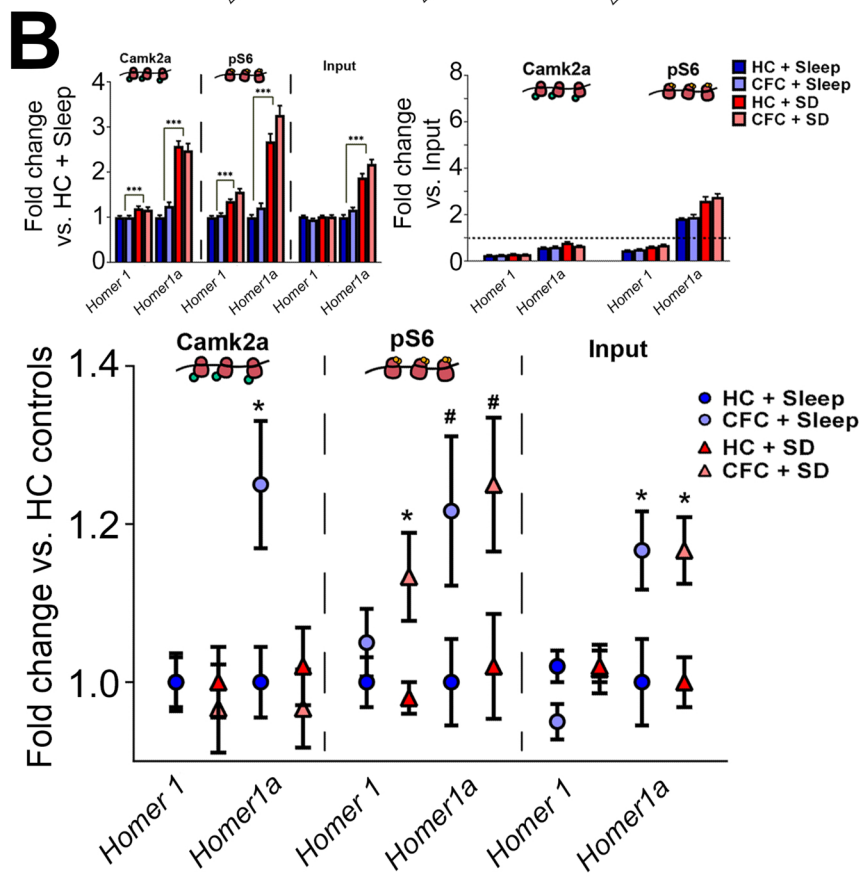 B
Camk2a
pS6
Input
Fold change
vs. HC + Sleep
4
3
2
1
0
***
***
***
***
***
Homer 1
Homer1a
Homer 1
Homer1a
Homer 1
Homer1a
Camk2a
pS6
Fold change
vs. Input
8
6
4
2
0
Homer 1
Homer1a
Homer 1
Homer1a
HC + Sleep
CFC + Sleep
HC + SD
CFC + SD
Camk2a
pS6
Input
Fold change vs. HC controls
1.4
1.2
1.0
*
*
#
#
*
*
Homer 1
Homer1a
Homer 1
Homer1a
Homer 1
Homer1a
HC + Sleep
CFC + Sleep
HC + SD
CFC + SD